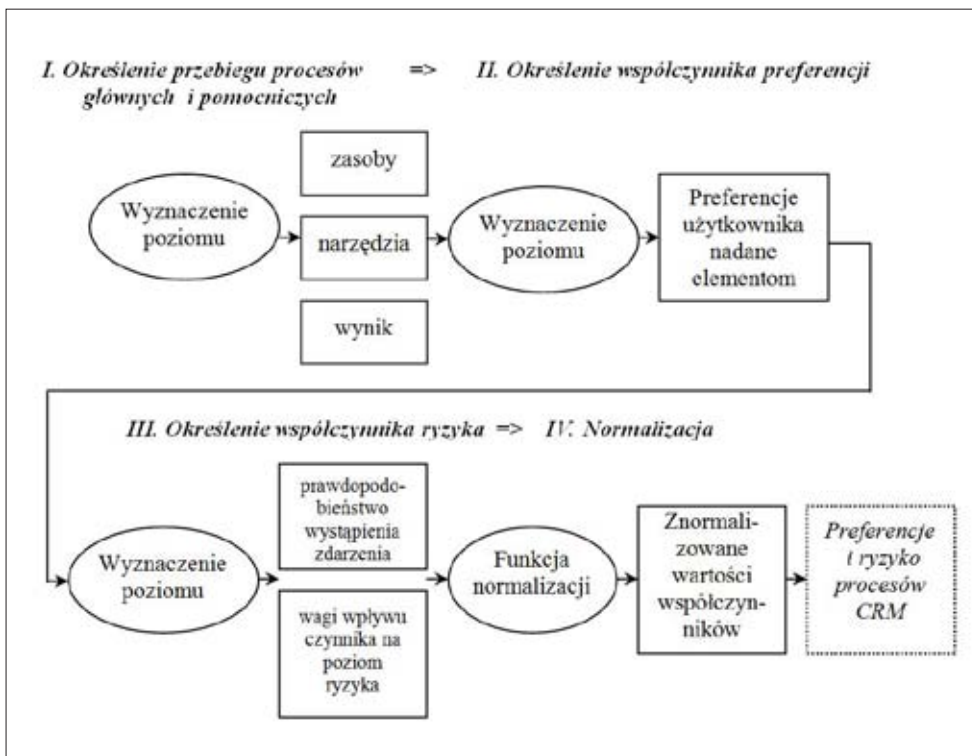 I. Określenie przebiegu procesów => II. Określenie współczynnika preferencji
głównych i pomocniczych
Wyznaczenie
poziomu
zasoby
narzędzia
wynik
Wyznaczenie
poziomu
Preferencje
użytkownika
nadane
elementom
III. Określenie współczynnika ryzyka => IV. Normalizacja
Wyznaczenie
poziomu
prawdopodo-
bieństwo
wystąpienia
zdarzenia
wagi wpływu
czynnika na
poziom
ryzyka
Funkcja
normalizacji
Znormali-
zowane
wartości
współczyn-
ników
Preferencje
i ryzyko
procesów
CRM